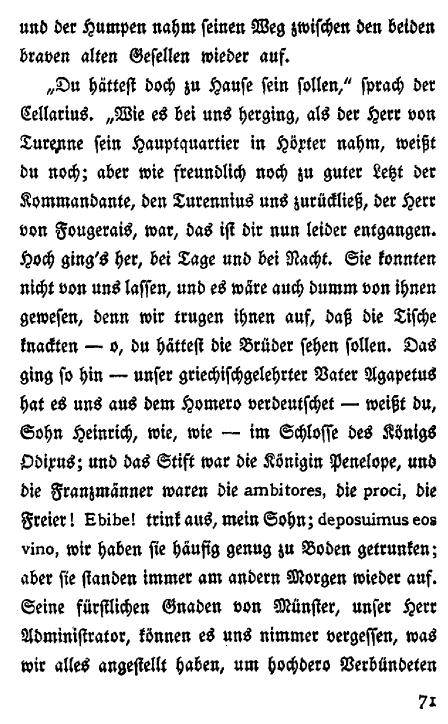 und der Humpen nahm seinen Weg zwischen den beiden
braven alten Gesellen wieder auf.
„Du hättest doch zu Hause sein sollen,“ sprach der
Cellarius. „Wie es bei uns herging, als der Herr von
Turenne sein Hauptquartier in Höxter nahm, weißt
du noch; aber wie freundlich noch zu guter Letzt der
Kommandante, den Turennius uns zurückließ, der Herr
von Fougerais, war, das ist dir nun leider entgangen.
Hoch ging's her, bei Tage und bei Nacht. Sie konnten
nicht von uns lassen, und es wäre auch dumm von ihnen
gewesen, denn wir trugen ihnen auf, daß die Tische
knackten — o, du hättest die Brüder sehen sollen. Das
ging so hin — unser griechischgelehrter Vater Agapetus
hat es uns aus dem Homero verdeutschet — weißt du,
Sohn Heinrich, wie, wie — im Schlosse des Königs
Odixus; und das Stift war die Königin Penelope, und
die Franzmänner waren die ambitores, die proci, die
Freier! Ebibe! trink aus, mein Sohn; deposuimus eos
vino, wir haben sie häufig genug zu Boden getrunken;
aber sie standen immer am andern Morgen wieder auf.
Seine fürstlichen Gnaden von Münster, unser Herr
Administrator, können es uns nimmer vergessen, was
wir alles angestellt haben, um hochdero Verbündeten
71